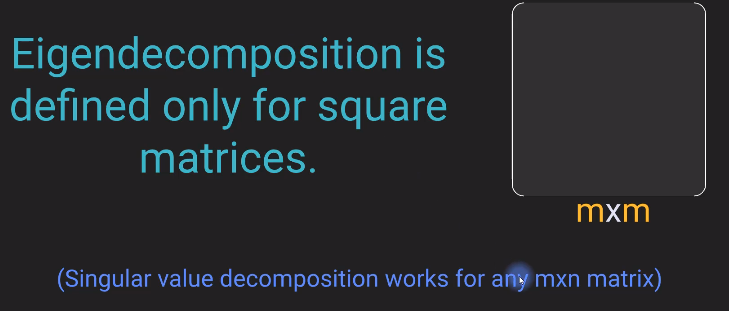 Eigendecomposition is
defined only for square
matrices.
mxm
(Singular value decomposition works for any mxn matrix)